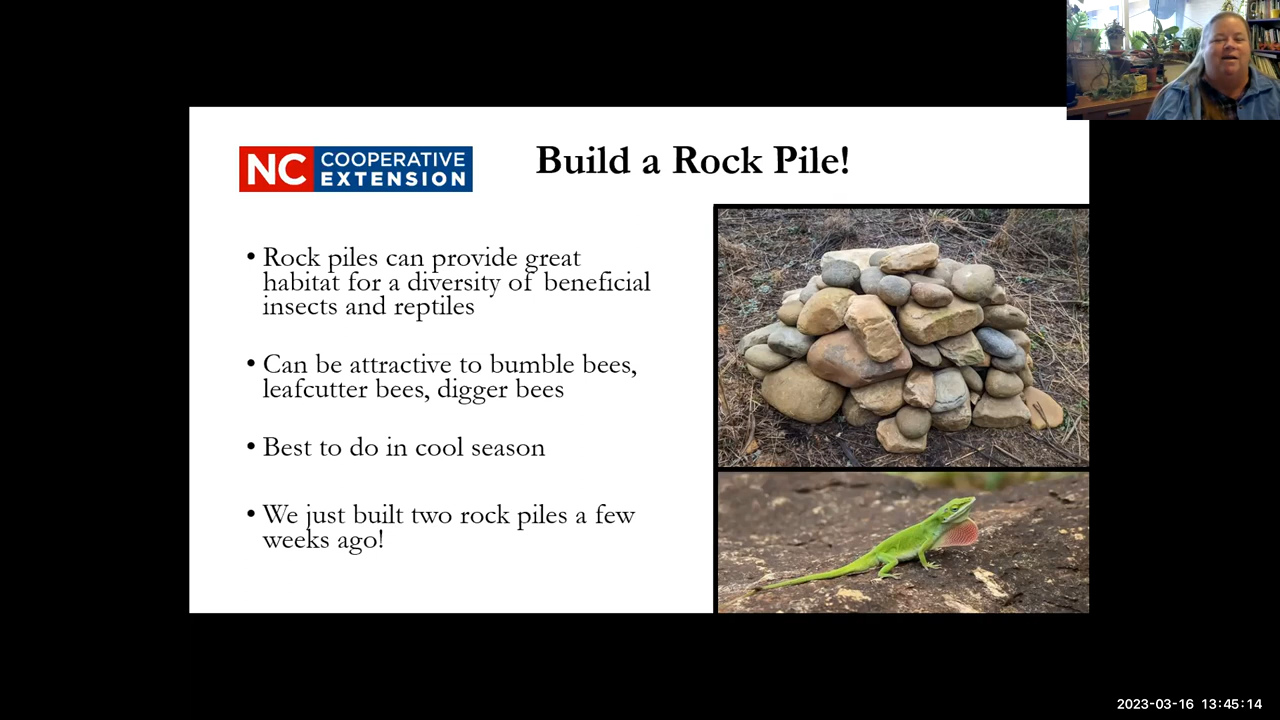 NC COOPERATIVE
EXTENSION
Build a Rock Pile!
• Rock piles can provide great
habitat for a diversity of beneficial
insects and reptiles
• Can be attractive to bumble bees,
leafcutter bees, digger bees
• Best to do in cool season
• We just built two rock piles a few
weeks ago!
2023-03-16 13:45:14